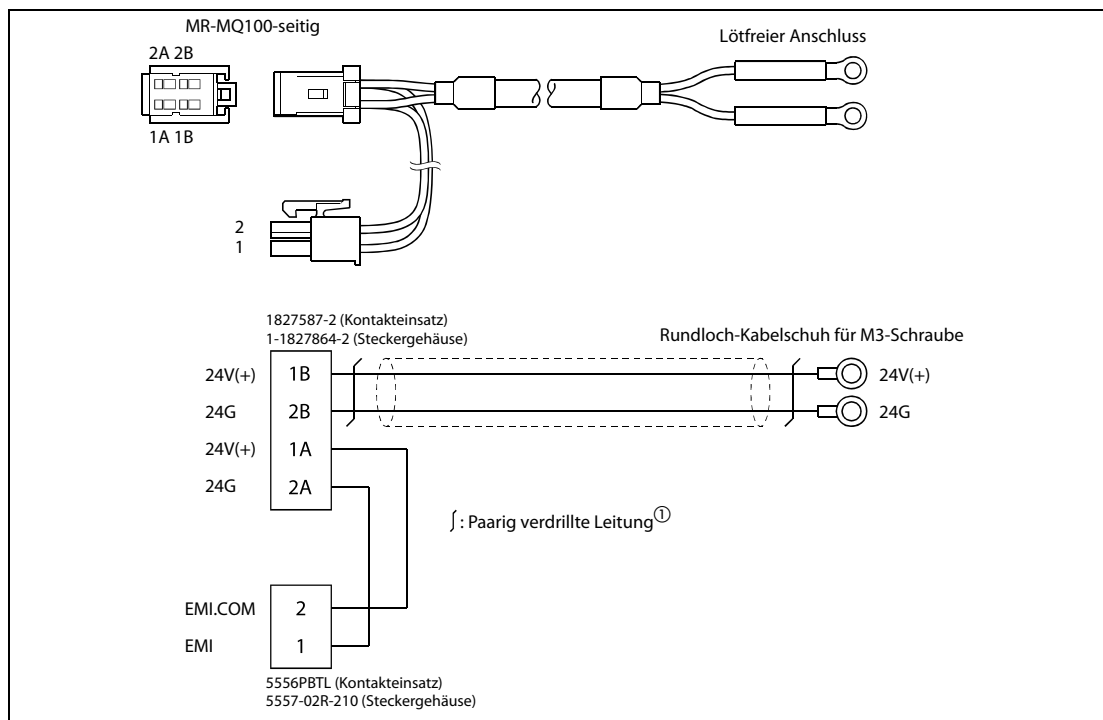 MR-MQ100-seitig
Lötfreier Anschluss
2A 2B
1A 1B
2
1
1827587-2 (Kontakteinsatz)
1-1827864-2 (Steckergehäuse)
Rundloch-Kabelschuh für M3-Schraube
24V(+) 1B 24V(+)
24G 2B 24G
24V(+) 1A
24G 2A
∫ : Paarig verdrillte Leitung①
EMI.COM 2
EMI 1
5556PBTL (Kontakteinsatz)
5557-02R-210 (Steckergehäuse)